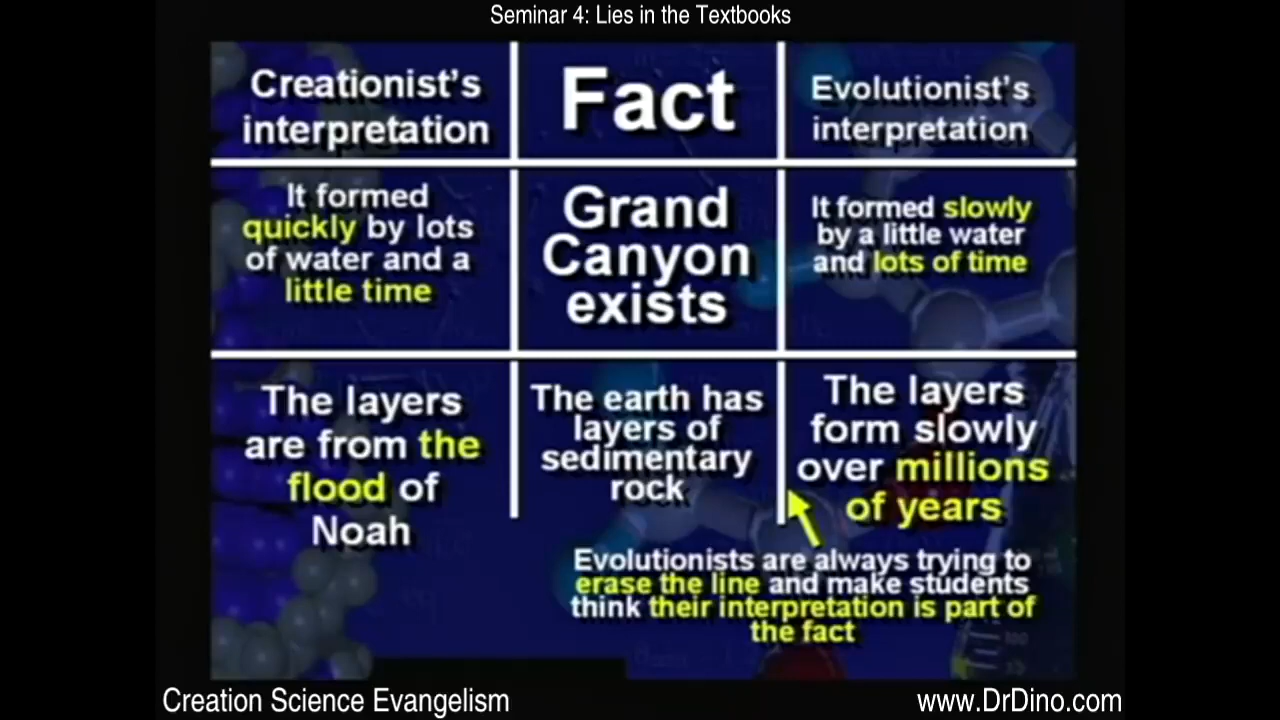 Seminar 4: Lies in the Textbooks
Creationist's
interpretation
Fact
Evolutionist's
interpretation
It formed
quickly by lots
of water and a
little time
Grand
Canyon
exists
It formed slowly
by a little water
and lots of time
The layers
are from the
flood of
Noah
The earth has
layers of
sedimentary
rock
The layers
form slowly
over millions
of years
Evolutionists are always trying to
erase the line and make students
think their interpretation is part of
the fact
Creation Science Evangelism
www.DrDino.com